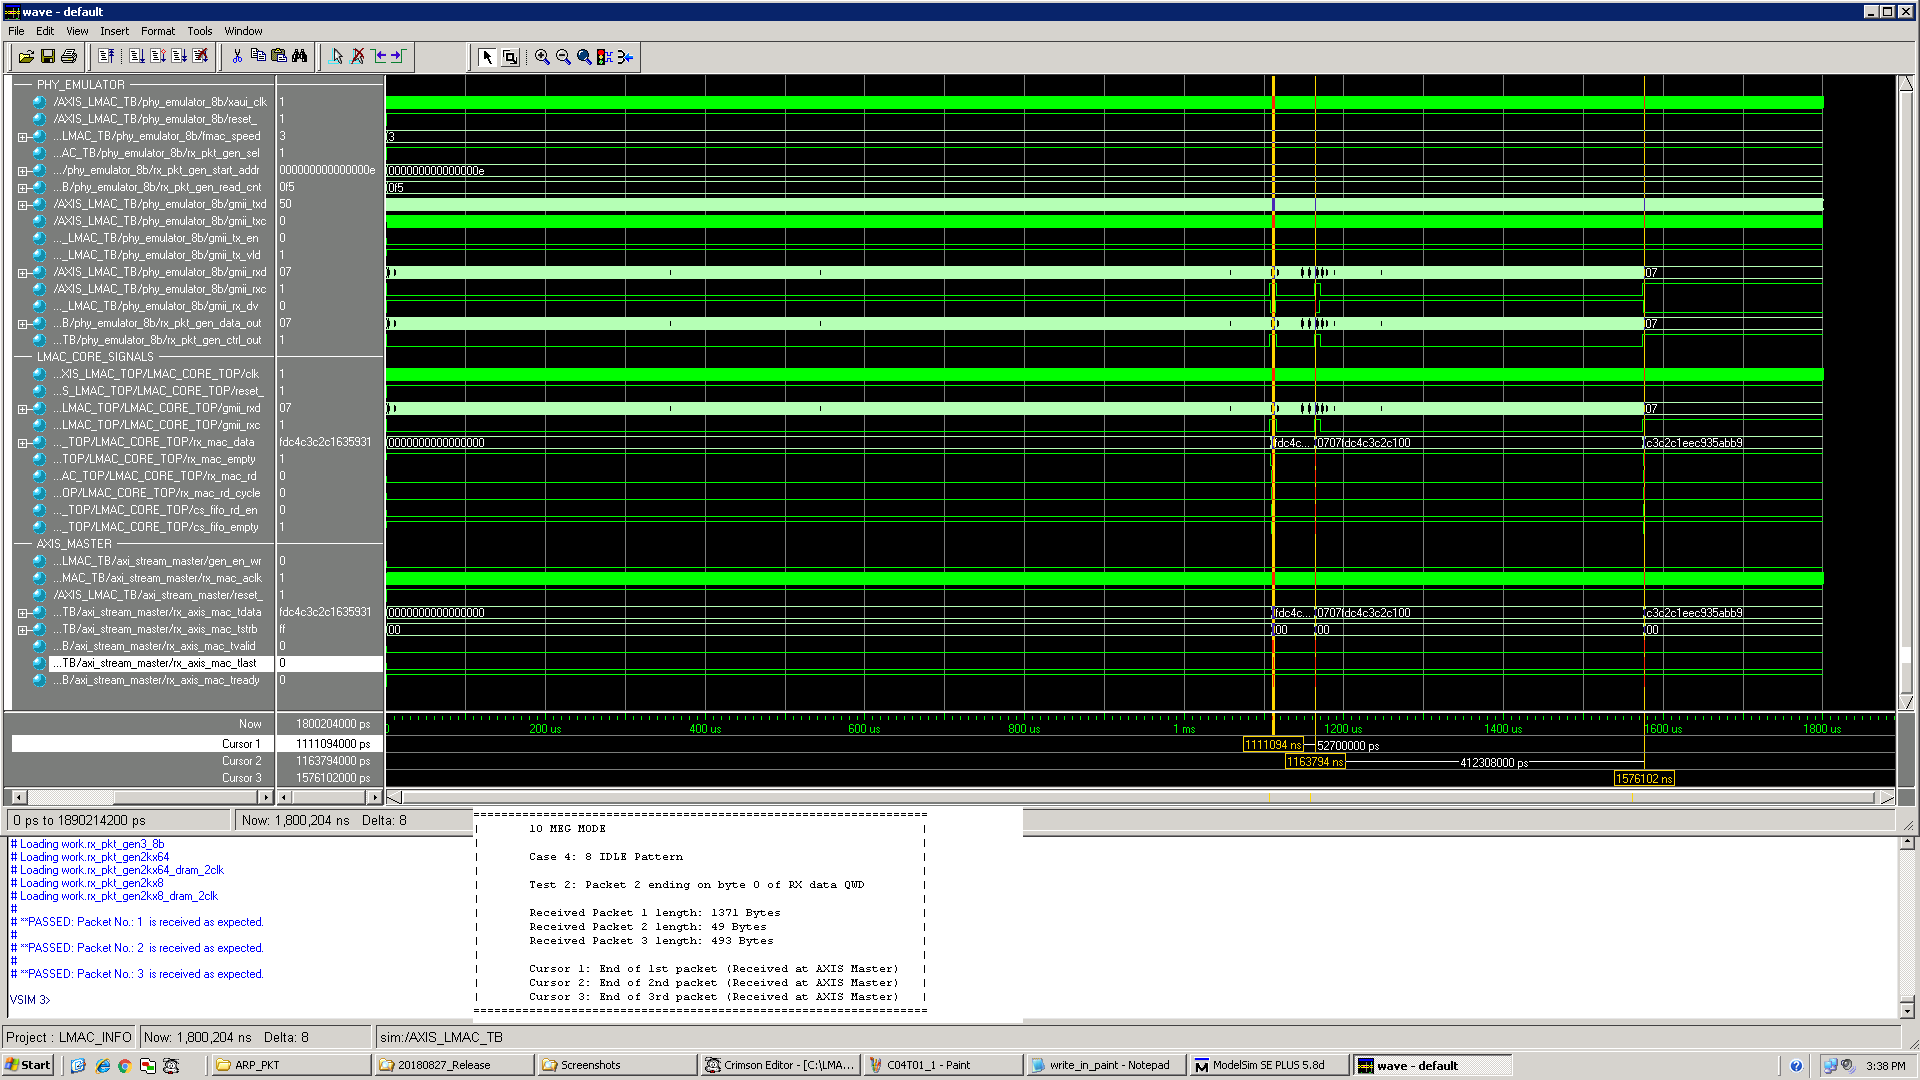 wave - default
File Edit View Insert Format Tools Window
PHY_EMULATOR
/AXIS_LMAC_TB/phy_emulator_8b/xaui_clk 1
/AXIS_LMAC_TB/phy_emulator_8b/reset_ 1
...LMAC_TB/phy_emulator_8b/fmac_speed 3 3
...AC_TB/phy_emulator_8b/rx_pkt_gen_sel 1
.../phy_emulator_8b/rx_pkt_gen_start_addr 000000000000000e 000000000000000e
...B/phy_emulator_8b/rx_pkt_gen_read_cnt 0f5 0f5
/AXIS_LMAC_TB/phy_emulator_8b/gmii_txd 50
/AXIS_LMAC_TB/phy_emulator_8b/gmii_txc 0
..._LMAC_TB/phy_emulator_8b/gmii_tx_en 0
..._LMAC_TB/phy_emulator_8b/gmii_tx_vld 1
/AXIS_LMAC_TB/phy_emulator_8b/gmii_rxd 07 07
/AXIS_LMAC_TB/phy_emulator_8b/gmii_rxc 1
..._LMAC_TB/phy_emulator_8b/gmii_rx_dv 0
...B/phy_emulator_8b/rx_pkt_gen_data_out 07 07
...TB/phy_emulator_8b/rx_pkt_gen_ctrl_out 1
LMAC_CORE_SIGNALS
...XIS_LMAC_TOP/LMAC_CORE_TOP/clk 1
...S_LMAC_TOP/LMAC_CORE_TOP/reset_ 1
...LMAC_TOP/LMAC_CORE_TOP/gmii_rxd 07 07
...LMAC_TOP/LMAC_CORE_TOP/gmii_rxc 1
..._TOP/LMAC_CORE_TOP/rx_mac_data fdc4c3c2c1635931 0000000000000000 fdc4c... 0707fdc4c3c2c100 c3c2c1eec935abb9
...TOP/LMAC_CORE_TOP/rx_mac_empty 1
...AC_TOP/LMAC_CORE_TOP/rx_mac_rd 0
...OP/LMAC_CORE_TOP/rx_mac_rd_cycle 0
..._TOP/LMAC_CORE_TOP/cs_fifo_rd_en 0
..._TOP/LMAC_CORE_TOP/cs_fifo_empty 1
AXIS_MASTER
...LMAC_TB/axi_stream_master/gen_en_wr 0
...MAC_TB/axi_stream_master/rx_mac_aclk 1
/AXIS_LMAC_TB/axi_stream_master/reset_ 1
...TB/axi_stream_master/rx_axis_mac_tdata fdc4c3c2c1635931 0000000000000000 fdc4c... 0707fdc4c3c2c100 c3c2c1eec935abb9
...TB/axi_stream_master/rx_axis_mac_tstrb ff 00 00 00 00
...B/axi_stream_master/rx_axis_mac_tvalid 0
...TB/axi_stream_master/rx_axis_mac_tlast 0
...B/axi_stream_master/rx_axis_mac_tready 0
Now 1800204000 ps 0 200 us 400 us 600 us 800 us 1 ms 1200 us 1400 us 1600 us 1800 us
Cursor 1 1111094000 ps 1111094 ns 52700000 ps
Cursor 2 1163794000 ps 1163794 ns 412308000 ps
Cursor 3 1576102000 ps 1576102 ns
0 ps to 1890214200 ps Now: 1,800,204 ns Delta: 8
# Loading work.rx_pkt_gen3_8b
# Loading work.rx_pkt_gen2kx64
# Loading work.rx_pkt_gen2kx64_dram_2clk
# Loading work.rx_pkt_gen2kx8
# Loading work.rx_pkt_gen2kx8_dram_2clk
#
# **PASSED: Packet No.: 1 is received as expected.
#
# **PASSED: Packet No.: 2 is received as expected.
#
# **PASSED: Packet No.: 3 is received as expected.
VSIM 3>
10 MEG MODE
Case 4: 8 IDLE Pattern
Test 2: Packet 2 ending on byte 0 of RX data QWD
Received Packet 1 length: 1371 Bytes
Received Packet 2 length: 49 Bytes
Received Packet 3 length: 493 Bytes
Cursor 1: End of 1st packet (Received at AXIS Master)
Cursor 2: End of 2nd packet (Received at AXIS Master)
Cursor 3: End of 3rd packet (Received at AXIS Master)
Project : LMAC_INFO Now: 1,800,204 ns Delta: 8 sim:/AXIS_LMAC_TB
Start ARP_PKT 20180827_Release Screenshots Crimson Editor - [C:\LMA... C04T01_1 - Paint write_in_paint - Notepad ModelSim SE PLUS 5.8d wave - default 3:38 PM